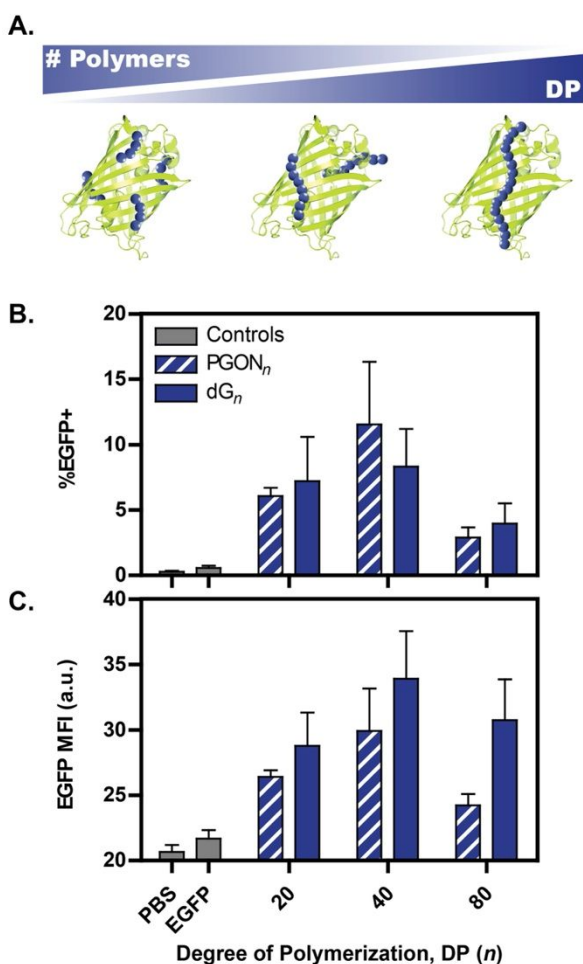 A.
# Polymers
DP
B.
20
15
10
5
0
%EGFP+
Controls
PGONn
dGn
C.
40
35
30
25
20
EGFP MFI (a.u.)
PBS
EGFP
20
40
80
Degree of Polymerization, DP (n)